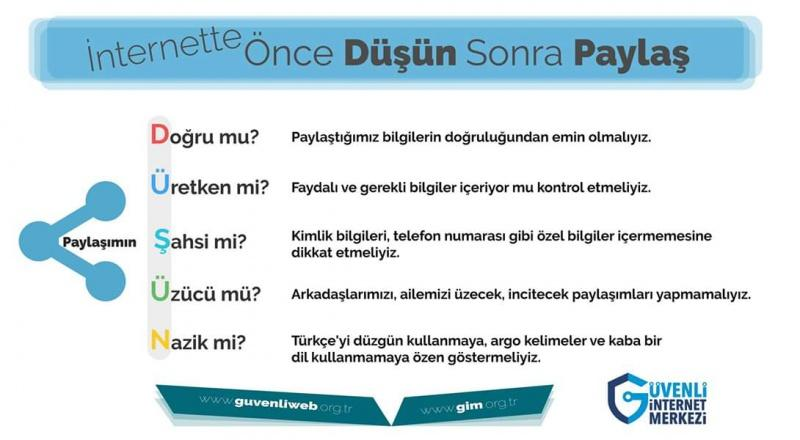 İnternette Önce Düşün Sonra Paylaş
Paylaşımın
Doğru mu?
Paylaştığımız bilgilerin doğruluğundan emin olmalıyız.
Üretken mi?
Faydalı ve gerekli bilgiler içeriyor mu kontrol etmeliyiz.
Şahsi mi?
Kimlik bilgileri, telefon numarası gibi özel bilgiler içermemesine
dikkat etmeliyiz.
Üzücü mü?
Arkadaşlarımızı, ailemizi üzecek, incitecek paylaşımları yapmamalıyız.
Nazik mi?
Türkçe'yi düzgün kullanmaya, argo kelimeler ve kaba bir
dil kullanmamaya özen göstermeliyiz.
www.guvenliweb.org.tr
www.gim.org.tr
GÜVENLİ
İNTERNET
MERKEZİ